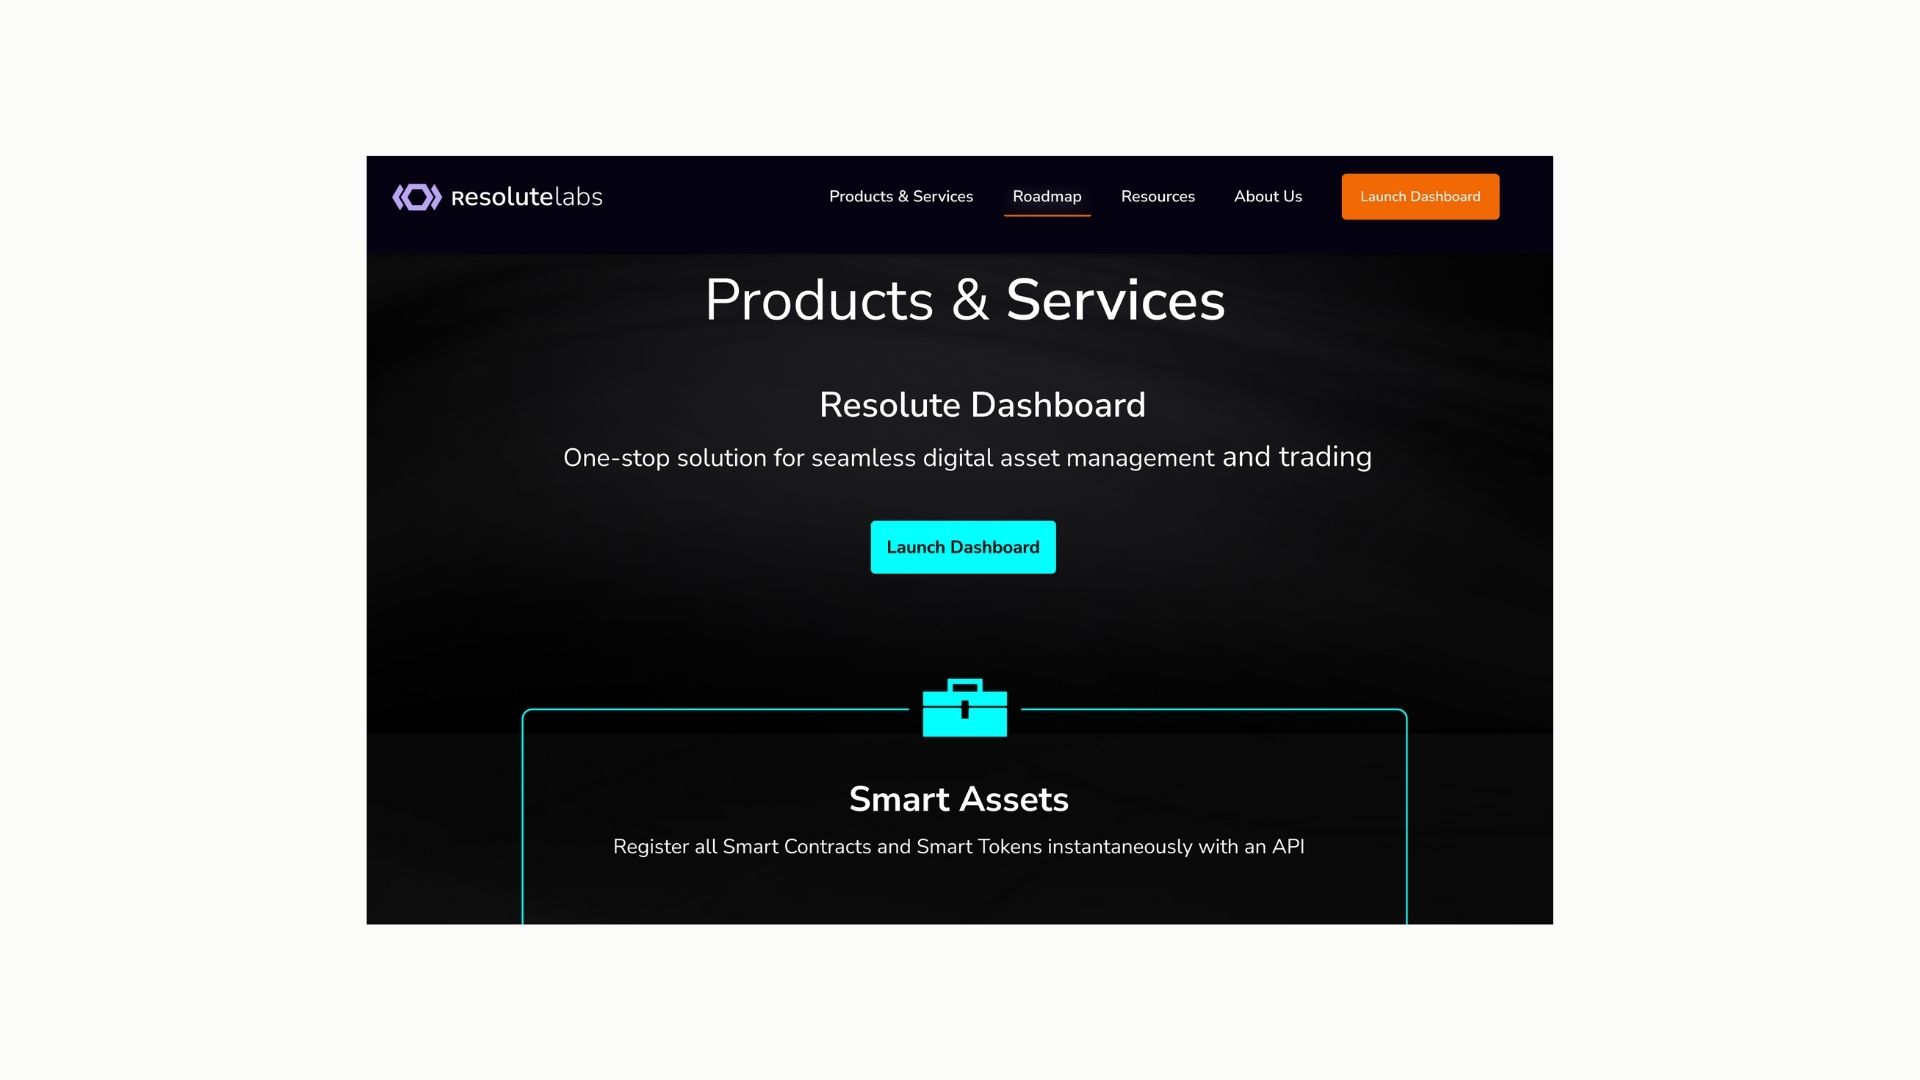 Resolutelabs
Products & Services
Roadmap
Resources
About Us
Launch Dashboard
Products & Services
Resolute Dashboard
One-stop solution for seamless digital asset management and trading
Launch Dashboard
Smart Assets
Register all Smart Contracts and Smart Tokens instantaneously with an API